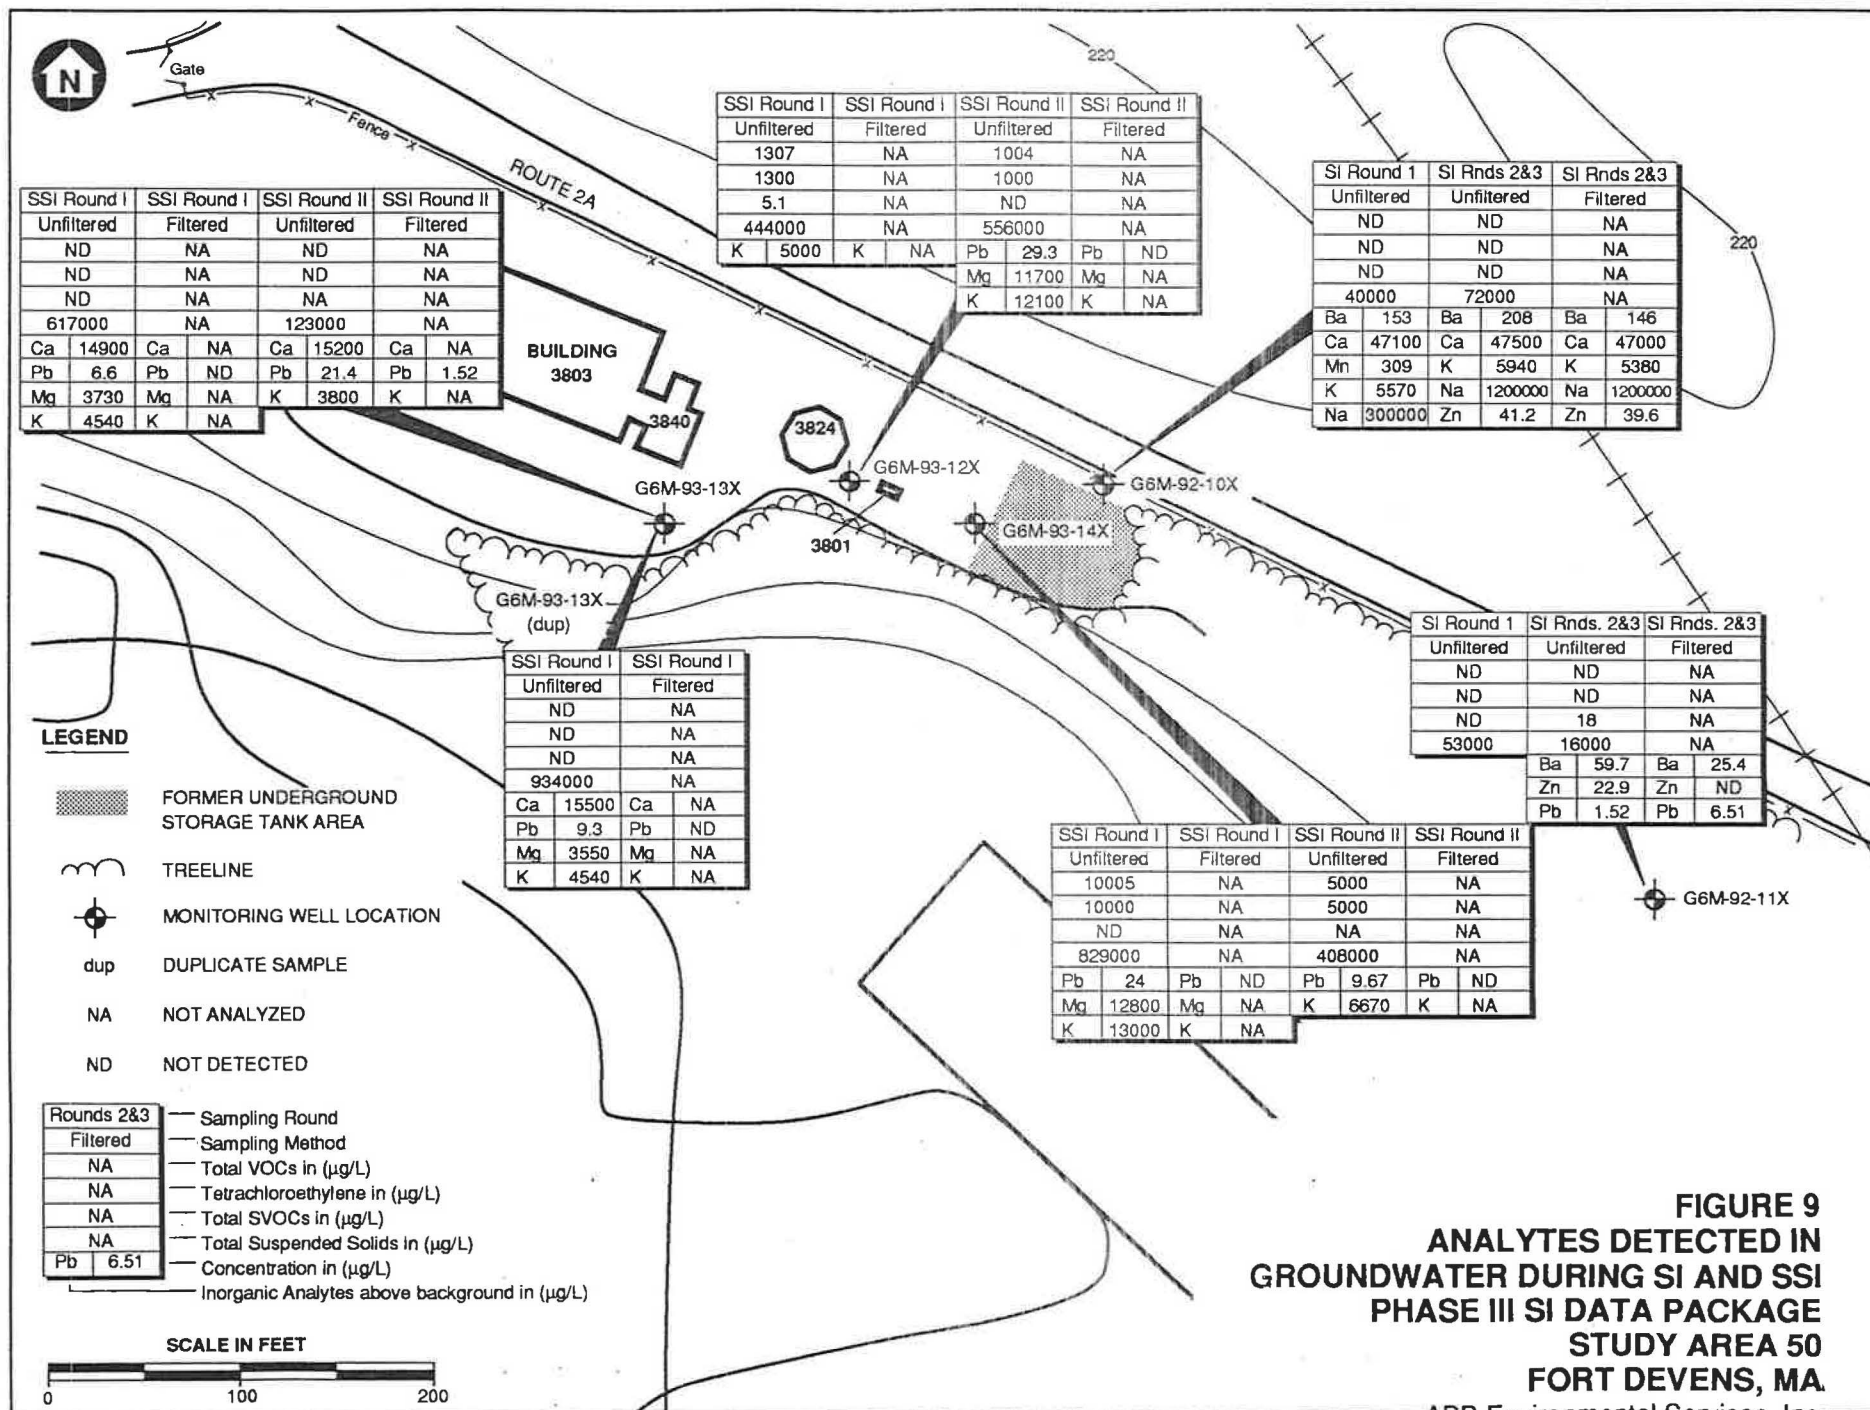 N
Gate
Fence
ROUTE 2A
220
220
SSI Round I SSI Round I SSI Round II SSI Round II
Unfiltered Filtered Unfiltered Filtered
1307 NA 1004 NA
1300 NA 1000 NA
5.1 NA ND NA
444000 NA 556000 NA
K 5000 K NA Pb 29.3 Pb ND
Mg 11700 Mg NA
K 12100 K NA
SI Round 1 SI Rnds 2&3 SI Rnds 2&3
Unfiltered Unfiltered Filtered
ND ND NA
ND ND NA
ND ND NA
40000 72000 NA
Ba 153 Ba 208 Ba 146
Ca 47100 Ca 47500 Ca 47000
Mn 309 K 5940 K 5380
K 5570 Na 1200000 Na 1200000
Na 300000 Zn 41.2 Zn 39.6
SSI Round I SSI Round I SSI Round II SSI Round II
Unfiltered Filtered Unfiltered Filtered
ND NA ND NA
ND NA ND NA
ND NA NA NA
617000 NA 123000 NA
Ca 14900 Ca NA Ca 15200 Ca NA
Pb 6.6 Pb ND Pb 21.4 Pb 1.52
Mg 3730 Mg NA K 3800 K NA
K 4540 K NA
BUILDING
3803
3840
3824
G6M-93-12X
G6M-93-13X
G6M-92-10X
G6M-93-14X
3801
G6M-93-13X
(dup)
SSI Round I SSI Round I
Unfiltered Filtered
ND NA
ND NA
ND NA
934000 NA
Ca 15500 Ca NA
Pb 9.3 Pb ND
Mg 3550 Mg NA
K 4540 K NA
SI Round 1 SI Rnds. 2&3 SI Rnds. 2&3
Unfiltered Unfiltered Filtered
ND ND NA
ND ND NA
ND 18 NA
53000 16000 NA
Ba 59.7 Ba 25.4
Zn 22.9 Zn ND
Pb 1.52 Pb 6.51
G6M-92-11X
SSI Round I SSI Round I SSI Round II SSI Round II
Unfiltered Filtered Unfiltered Filtered
10005 NA 5000 NA
10000 NA 5000 NA
ND NA NA NA
829000 NA 408000 NA
Pb 24 Pb ND Pb 9.67 Pb ND
Mg 12800 Mg NA K 6670 K NA
K 13000 K NA
LEGEND
FORMER UNDERGROUND
STORAGE TANK AREA
TREELINE
MONITORING WELL LOCATION
dup DUPLICATE SAMPLE
NA NOT ANALYZED
ND NOT DETECTED
Rounds 2&3 Sampling Round
Filtered Sampling Method
NA Total VOCs in (µg/L)
NA Tetrachloroethylene in (µg/L)
NA Total SVOCs in (µg/L)
NA Total Suspended Solids in (µg/L)
Pb 6.51 Concentration in (µg/L)
Inorganic Analytes above background in (µg/L)
SCALE IN FEET
0 100 200
FIGURE 9
ANALYTES DETECTED IN
GROUNDWATER DURING SI AND SSI
PHASE III SI DATA PACKAGE
STUDY AREA 50
FORT DEVENS, MA